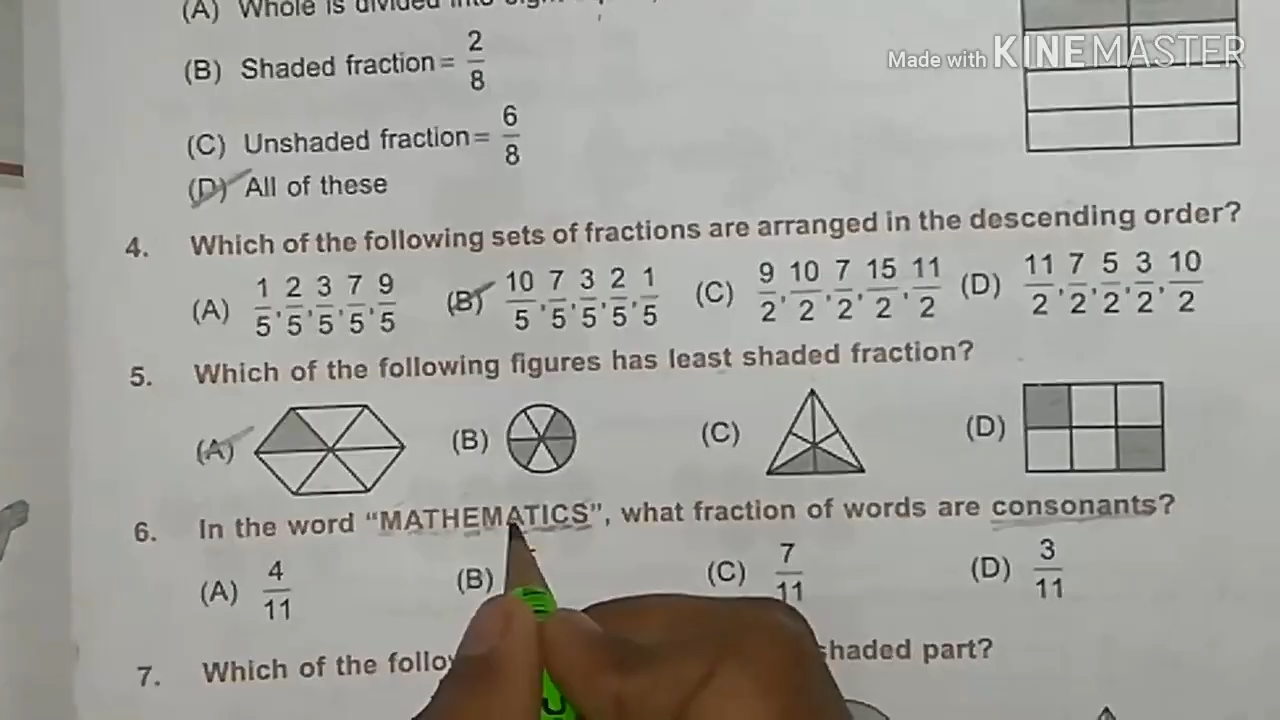 (A) Whole is divided into
Made with KINEMASTER
(B) Shaded fraction = 2/8
(C) Unshaded fraction = 6/8
(D) All of these
4. Which of the following sets of fractions are arranged in the descending order?
(A) 1/5, 2/5, 3/5, 7/5, 9/5 (B) 10/5, 7/5, 3/5, 2/5, 1/5 (C) 9/2, 10/2, 7/2, 15/2, 11/2 (D) 11/2, 7/2, 5/2, 3/2, 10/2
5. Which of the following figures has least shaded fraction?
(A) (B) (C) (D)
6. In the word “MATHEMATICS”, what fraction of words are consonants?
(A) 4/11 (B) (C) 7/11 (D) 3/11
7. Which of the shaded part?